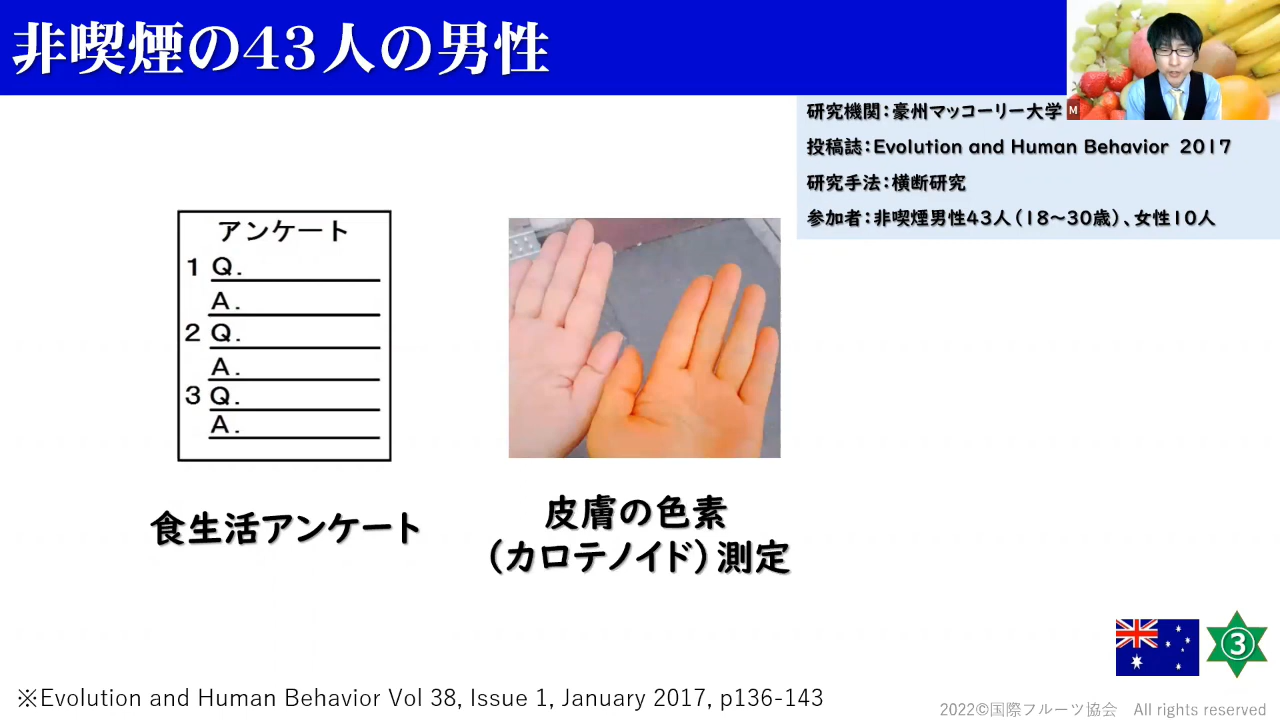 非喫煙の43人の男性
M
研究機関：豪州マッコーリー大学
投稿誌：Evolution and Human Behavior 2017
研究手法：横断研究
参加者：非喫煙男性43人（18～30歳）、女性10人
アンケート
1 Q.
A.
2 Q.
A.
3 Q.
A.
食生活アンケート
皮膚の色素
（カロテノイド）測定
③
※Evolution and Human Behavior Vol 38, Issue 1, January 2017, p136-143
2022©国際フルーツ協会　All rights reserved